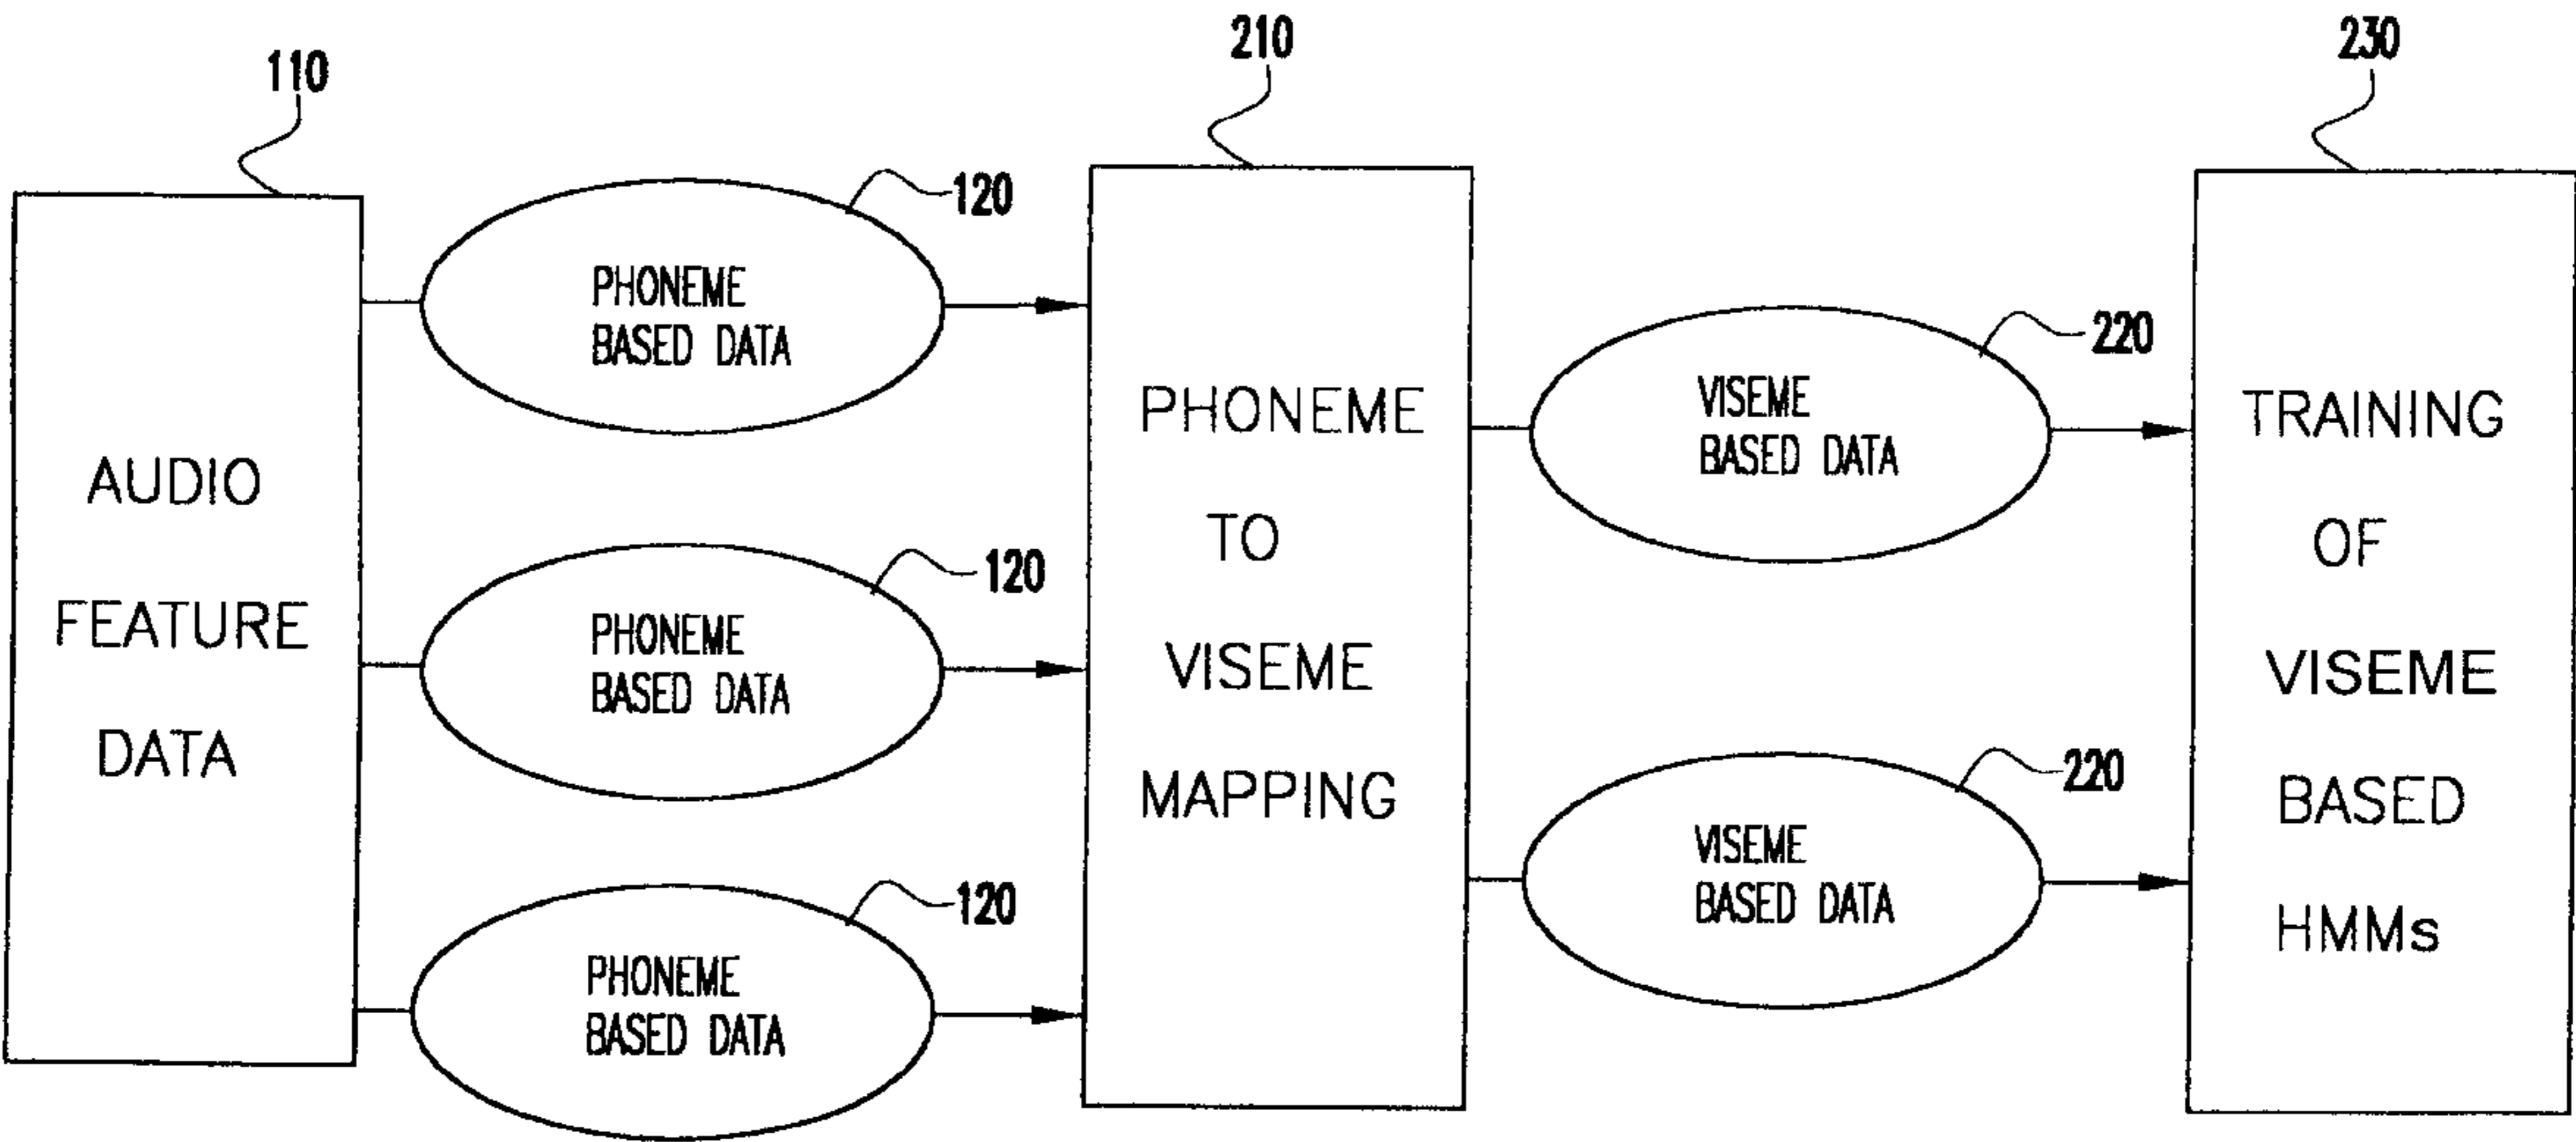 110
AUDIO
FEATURE
DATA
120
PHONEME
BASED DATA
120
PHONEME
BASED DATA
120
PHONEME
BASED DATA
210
PHONEME
TO
VISEME
MAPPING
220
VISEME
BASED DATA
220
VISEME
BASED DATA
230
TRAINING
OF
VISEME
BASED
HMMs